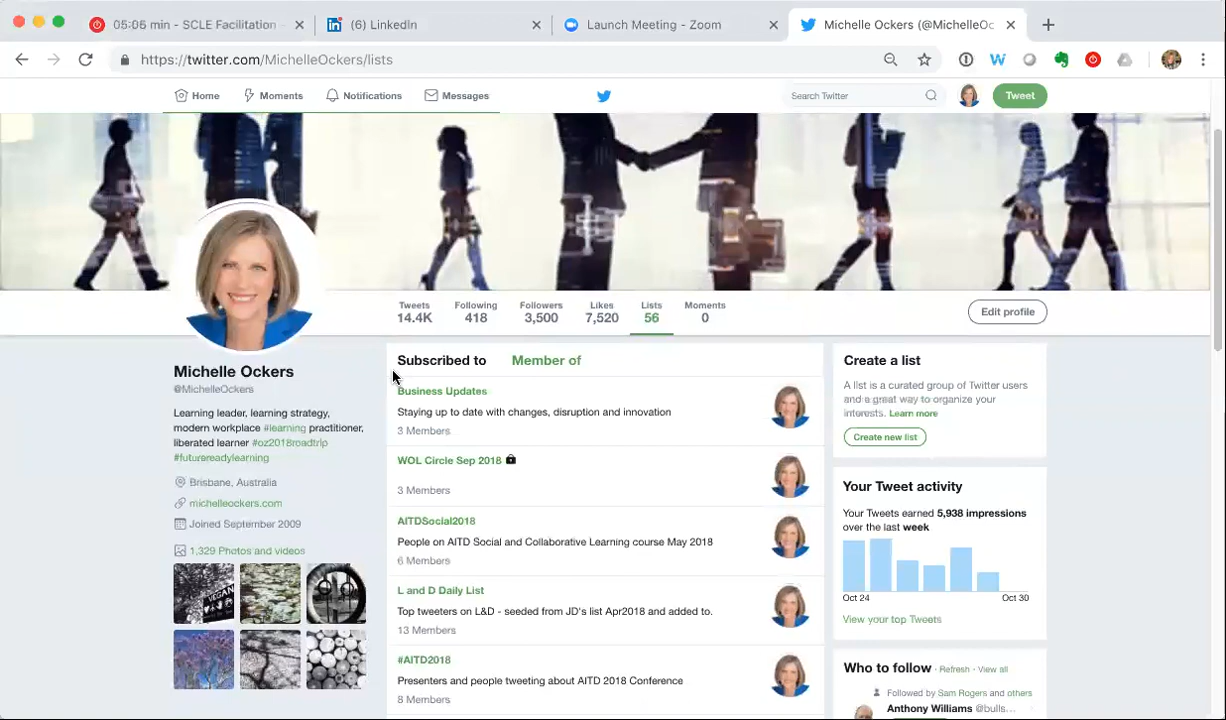 05:05 min - SCLE Facilitation -
(6) LinkedIn
Launch Meeting - Zoom
Michelle Ockers (@MichelleOc
https://twitter.com/MichelleOckers/lists
Home
Moments
Notifications
Messages
Search Twitter
Tweet
Tweets
14.4K
Following
418
Followers
3,500
Likes
7,520
Lists
56
Moments
0
Edit profile
Michelle Ockers
@MichelleOckers
Learning leader, learning strategy,
modern workplace #learning practitioner,
liberated learner #oz2018roadtrip
#futurereadylearning
Brisbane, Australia
michelleockers.com
Joined September 2009
1,329 Photos and videos
VEGAN
Subscribed to
Member of
Business Updates
Staying up to date with changes, disruption and innovation
3 Members
WOL Circle Sep 2018
3 Members
AITDSocial2018
People on AITD Social and Collaborative Learning course May 2018
6 Members
L and D Daily List
Top tweeters on L&D - seeded from JD's list Apr2018 and added to.
13 Members
#AITD2018
Presenters and people tweeting about AITD 2018 Conference
8 Members
Create a list
A list is a curated group of Twitter users
and a great way to organize your
interests. Learn more
Create new list
Your Tweet activity
Your Tweets earned 5,938 impressions
over the last week
Oct 24
Oct 30
View your top Tweets
Who to follow · Refresh · View all
Followed by Sam Rogers and others
Anthony Williams @bulls...